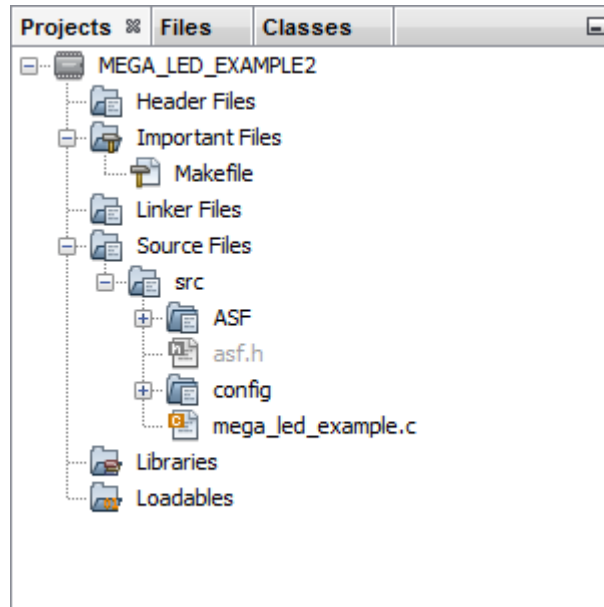 Projects Files Classes
MEGA_LED_EXAMPLE2
Header Files
Important Files
Makefile
Linker Files
Source Files
src
ASF
asf.h
config
mega_led_example.c
Libraries
Loadables